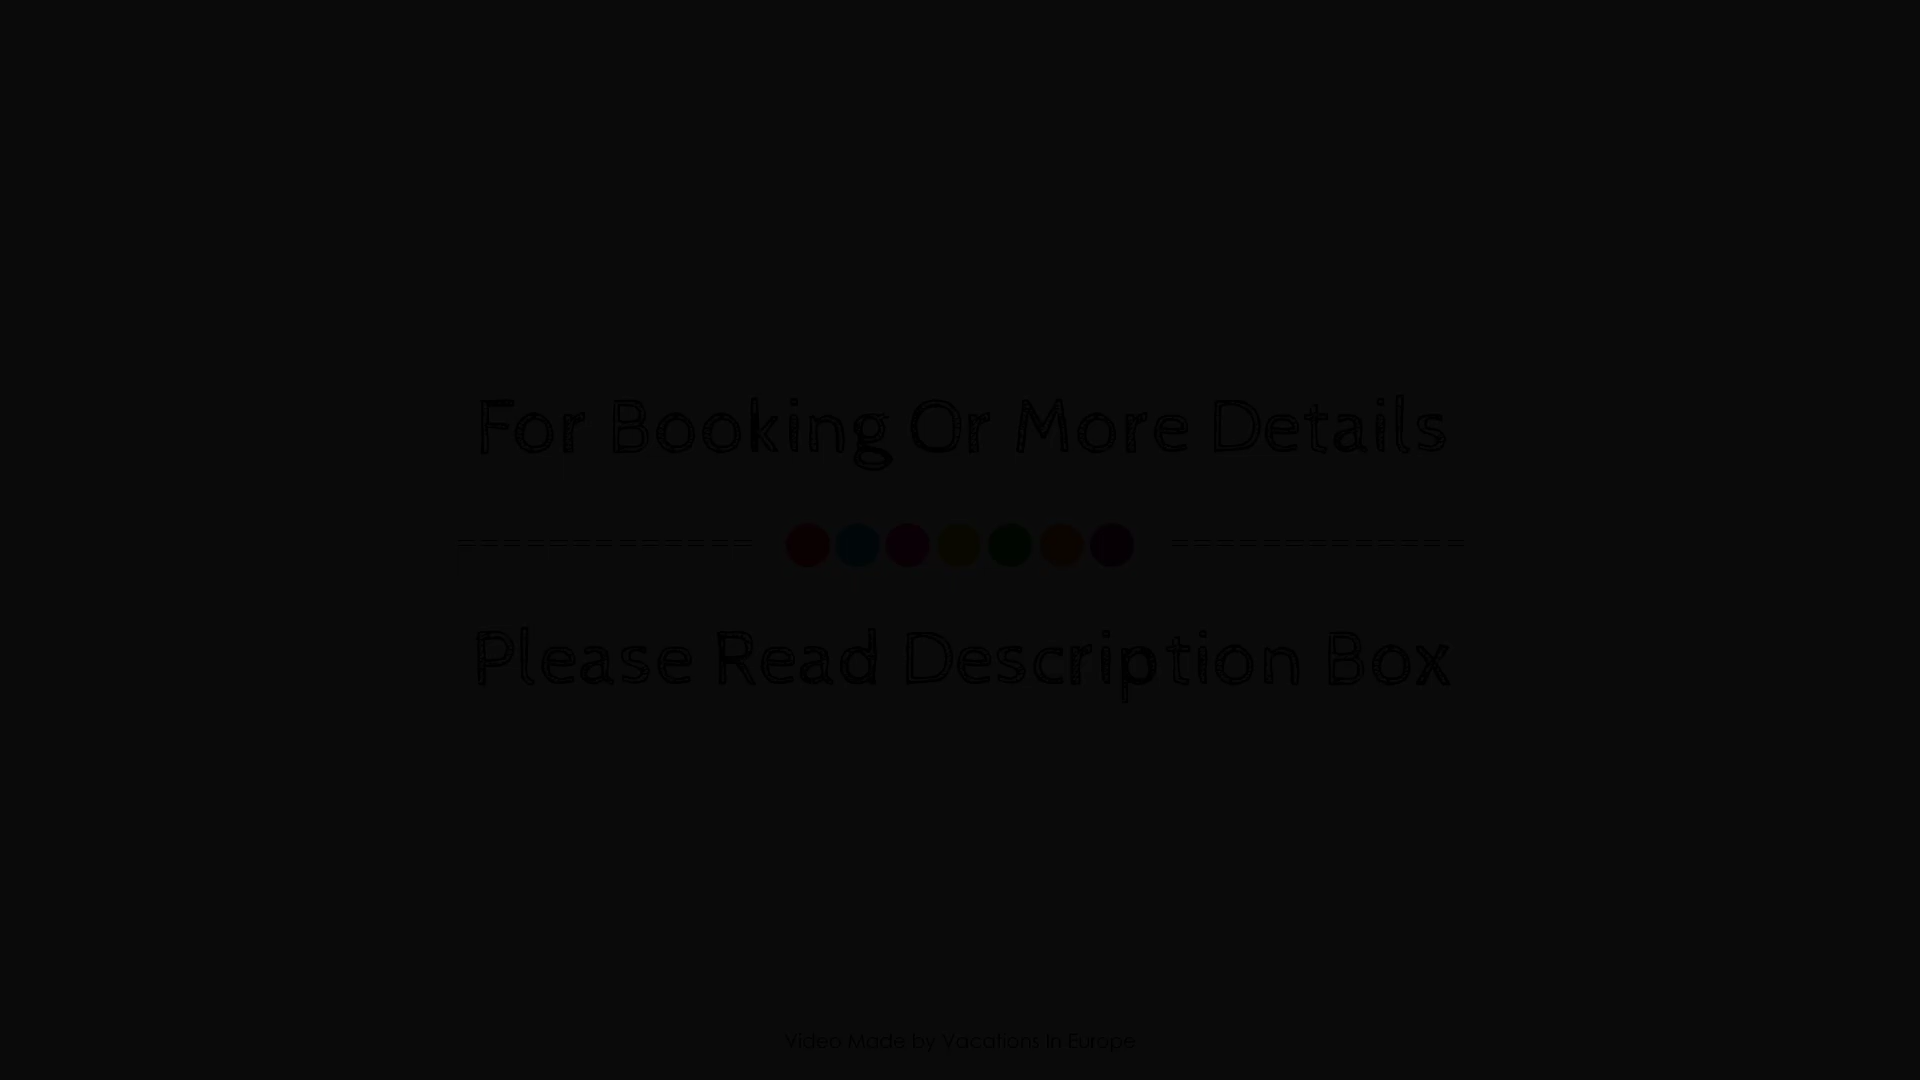 For Booking Or More Details
Please Read Description Box
Video Made by Vacations In Europe